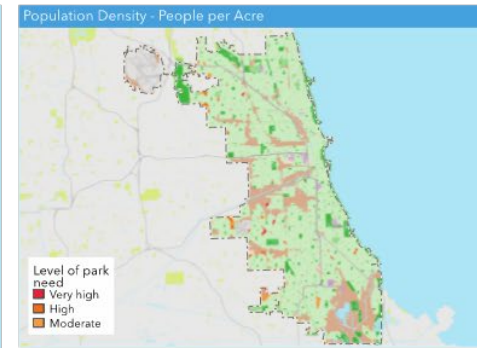 Population Density - People per Acre
Level of park
need
Very high
High
Moderate